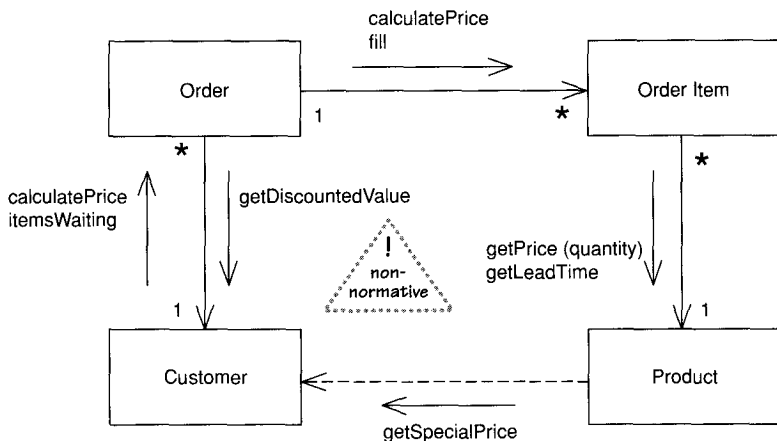 calculatePrice
fill
Order
Order Item
1
*
*
*
calculatePrice
itemsWaiting
getDiscountedValue
!
non-
normative
getPrice (quantity)
getLeadTime
1
1
Customer
Product
getSpecialPrice